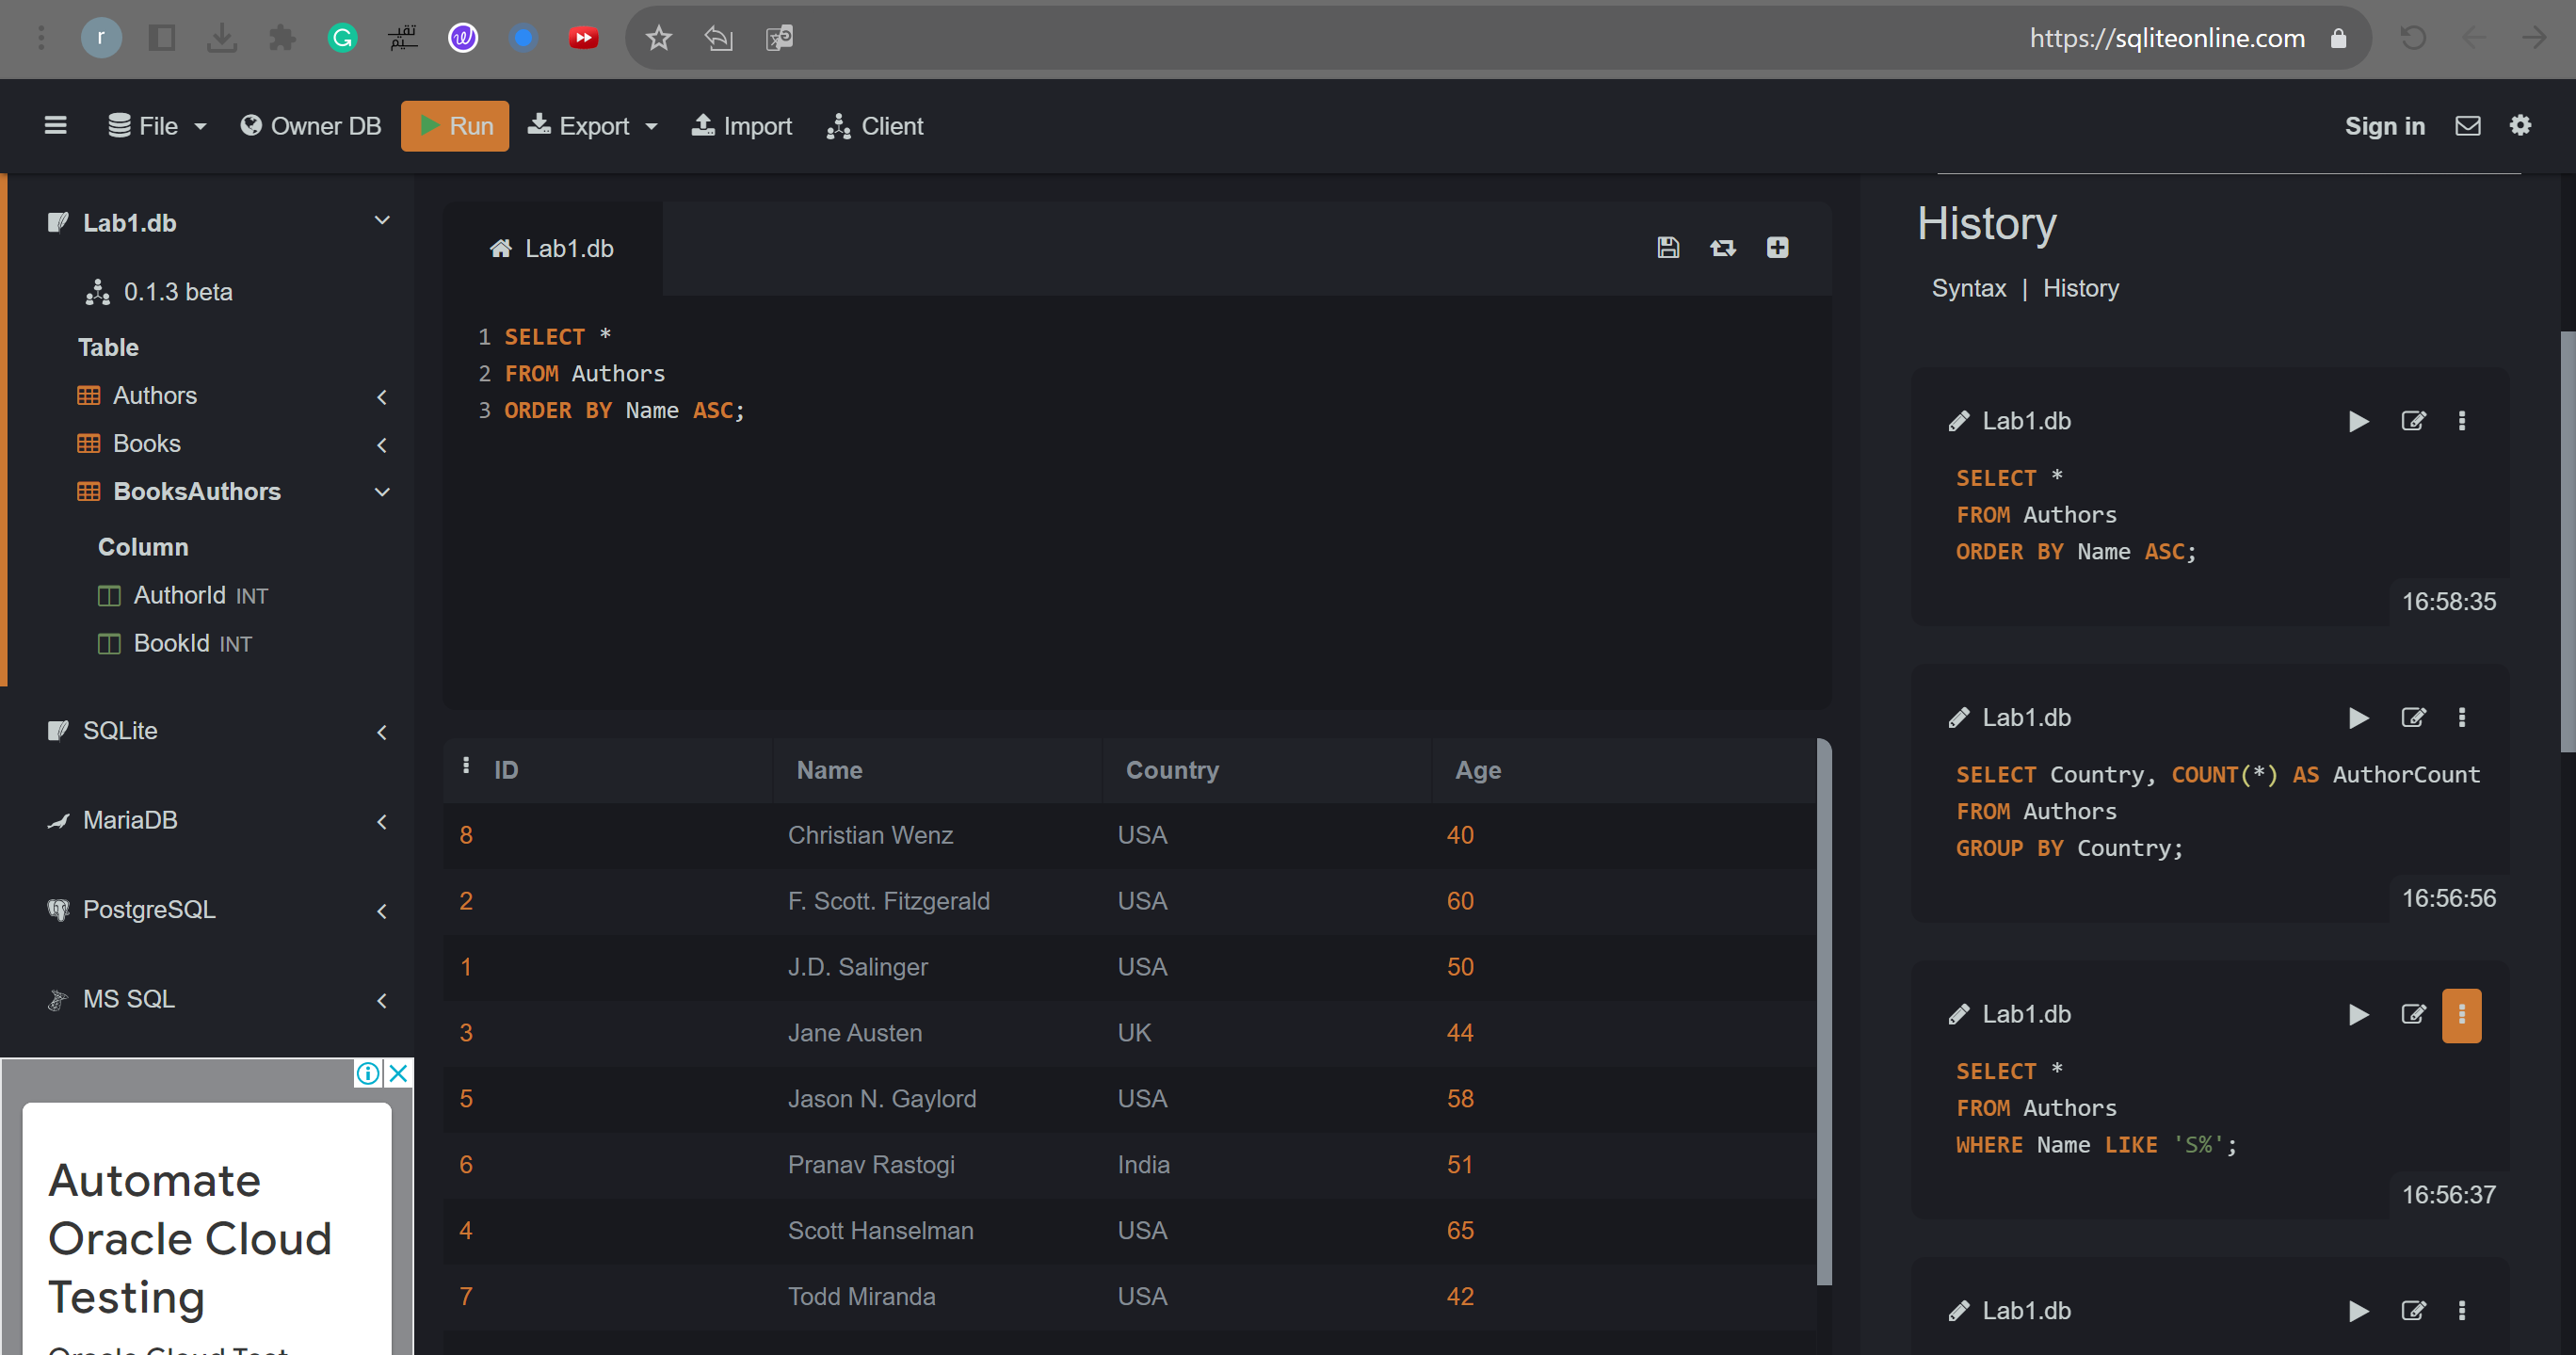 r
تقيـ
ـسيم
https://sqliteonline.com
File
Owner DB
Run
Export
Import
Client
Sign in
Lab1.db
0.1.3 beta
Table
Authors
Books
BooksAuthors
Column
AuthorId INT
BookId INT
SQLite
MariaDB
PostgreSQL
MS SQL
Automate
Oracle Cloud
Testing
Oracle Cloud Test
Lab1.db
1 SELECT *
2 FROM Authors
3 ORDER BY Name ASC;
ID Name Country Age
8 Christian Wenz USA 40
2 F. Scott. Fitzgerald USA 60
1 J.D. Salinger USA 50
3 Jane Austen UK 44
5 Jason N. Gaylord USA 58
6 Pranav Rastogi India 51
4 Scott Hanselman USA 65
7 Todd Miranda USA 42
History
Syntax | History
Lab1.db
SELECT *
FROM Authors
ORDER BY Name ASC;
16:58:35
Lab1.db
SELECT Country, COUNT(*) AS AuthorCount
FROM Authors
GROUP BY Country;
16:56:56
Lab1.db
SELECT *
FROM Authors
WHERE Name LIKE 'S%';
16:56:37
Lab1.db